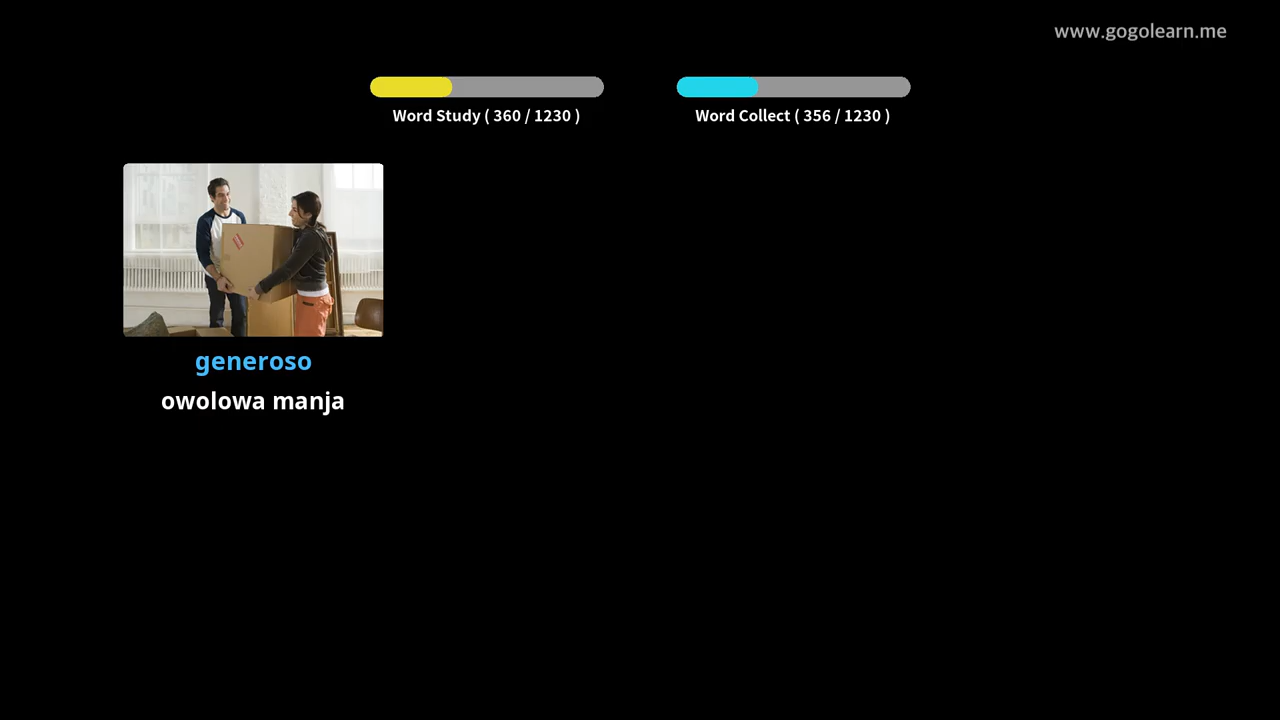 www.gogolearn.me
Word Study ( 360 / 1230 )
Word Collect ( 356 / 1230 )
generoso
owolowa manja